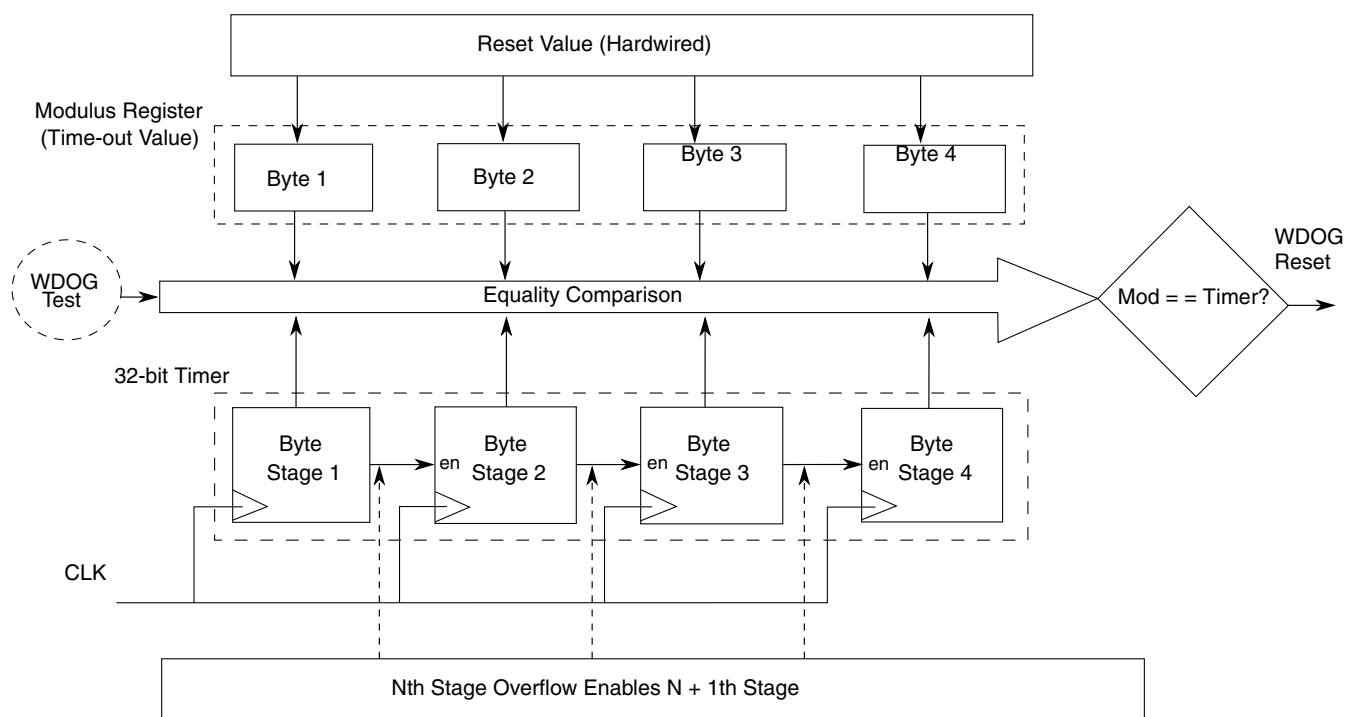 Reset Value (Hardwired)
Modulus Register
(Time-out Value)
Byte 1
Byte 2
Byte 3
Byte 4
WDOG
Test
Equality Comparison
Mod = = Timer?
WDOG
Reset
32-bit Timer
Byte
Stage 1
en
Byte
Stage 2
en
Byte
Stage 3
en
Byte
Stage 4
CLK
Nth Stage Overflow Enables N + 1th Stage